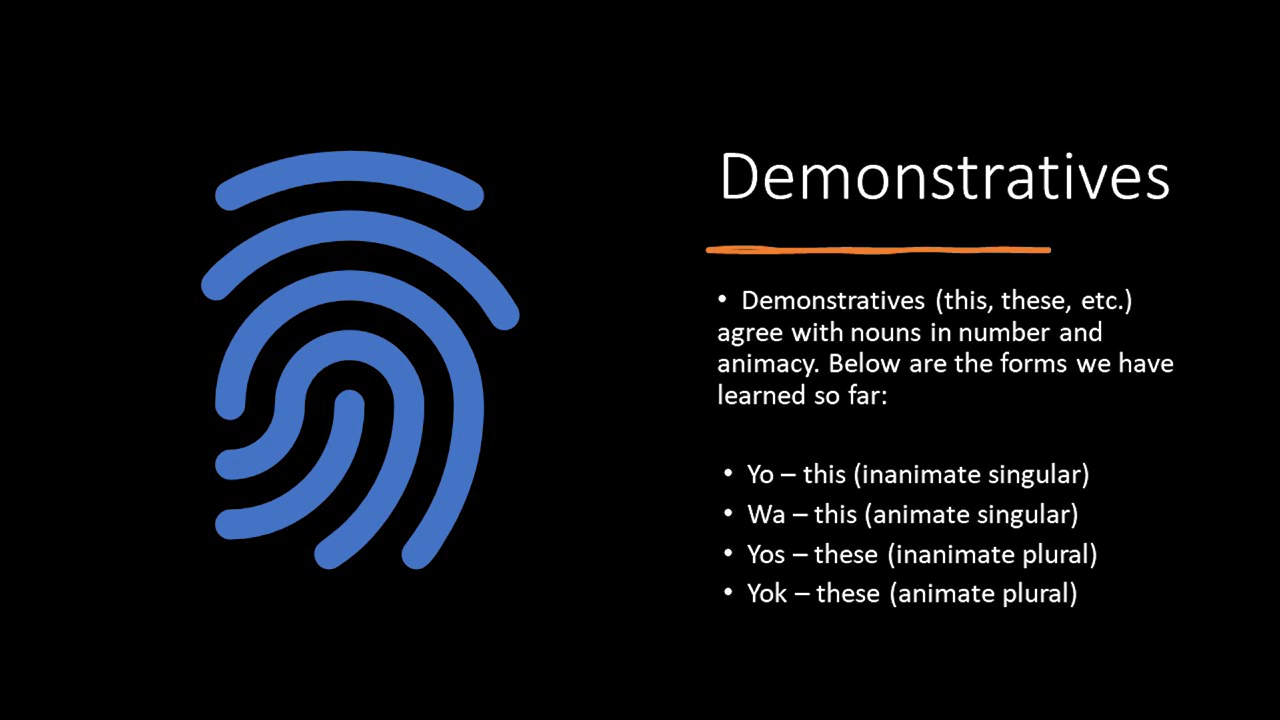 Demonstratives
• Demonstratives (this, these, etc.)
agree with nouns in number and
animacy. Below are the forms we have
learned so far:
• Yo – this (inanimate singular)
• Wa – this (animate singular)
• Yos – these (inanimate plural)
• Yok – these (animate plural)